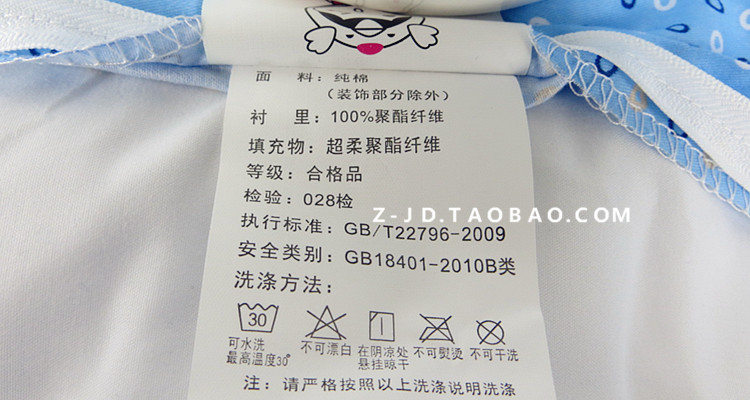 面 料：纯棉
（装饰部分除外）
衬 里：100%聚酯纤维
填充物：超柔聚酯纤维
等级：合格品
检验：028检
Z-JD.TAOBAO.COM
执行标准：GB/T22796-2009
安全类别：GB18401-2010B类
洗涤方法：
30
可水洗 最高温度30°
不可漂白
在阴凉处 悬挂晾干
不可熨烫
不可干洗
注：请严格按照以上洗涤说明洗涤